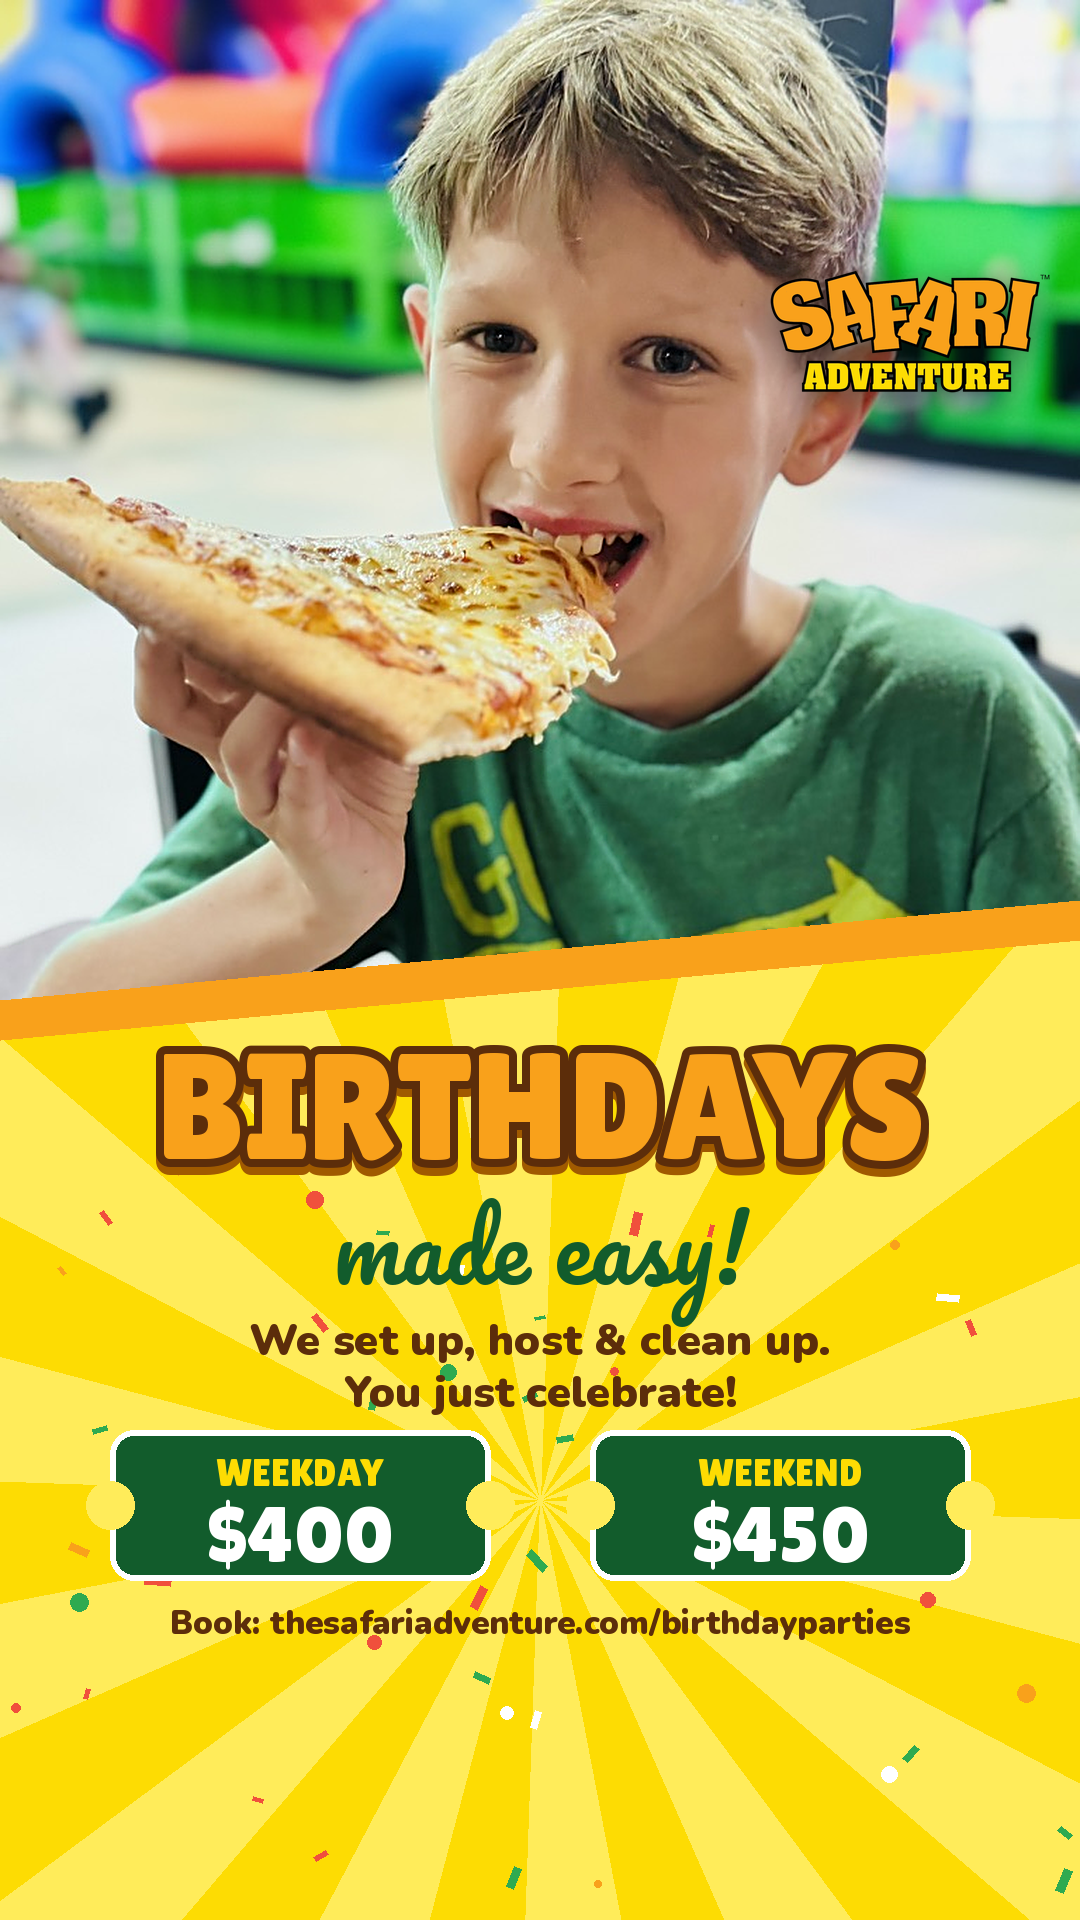 SAFARI™
ADVENTURE
BIRTHDAYS
made easy!
We set up, host & clean up.
You just celebrate!
WEEKDAY
$400
WEEKEND
$450
Book: thesafariadventure.com/birthdayparties